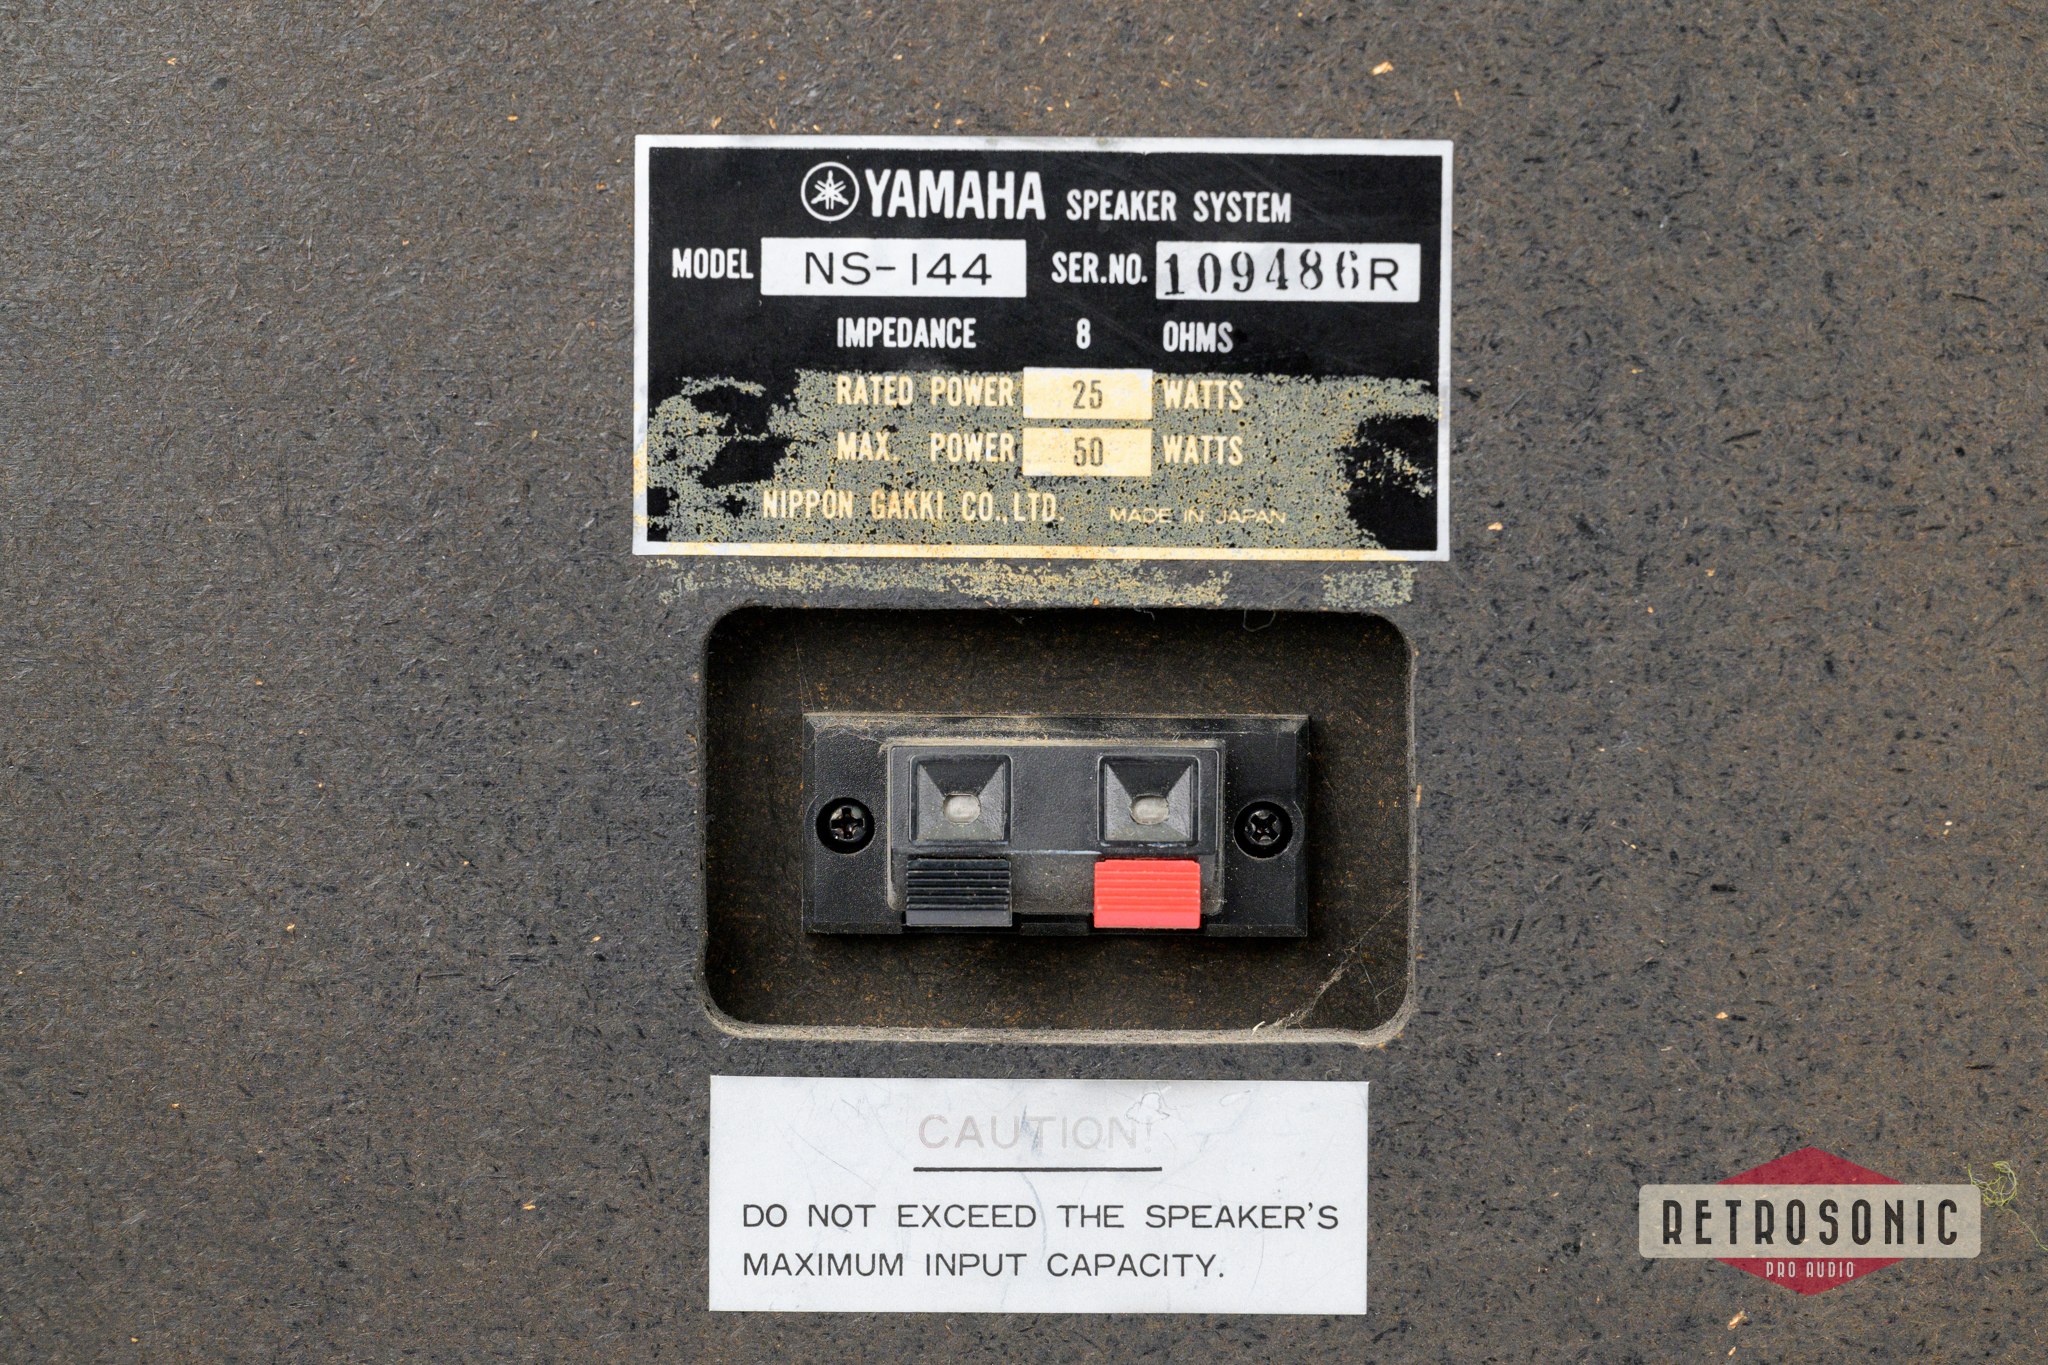 YAMAHA SPEAKER SYSTEM
MODEL NS-144 SER.NO. 109486R
IMPEDANCE 8 OHMS
RATED POWER 25 WATTS
MAX. POWER 50 WATTS
NIPPON GAKKI CO., LTD. MADE IN JAPAN
CAUTION!
DO NOT EXCEED THE SPEAKER'S
MAXIMUM INPUT CAPACITY.
RETROSONIC
PRO AUDIO